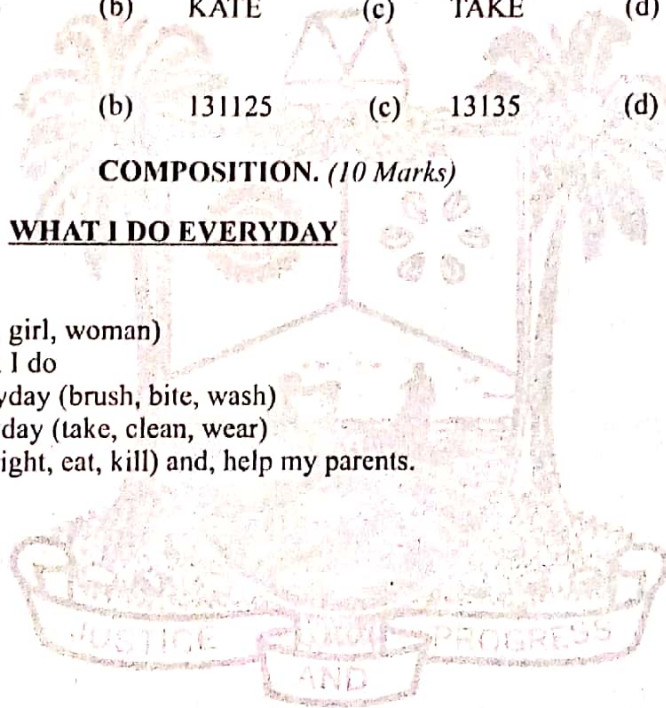 (b) KATE (c) TAKE (d)
(b) 131125 (c) 13135 (d)
COMPOSITION. (10 Marks)
WHAT I DO EVERYDAY
girl, woman)
I do
yday (brush, bite, wash)
day (take, clean, wear)
ight, eat, kill) and, help my parents.
JUSTICE PROGRESS
AND